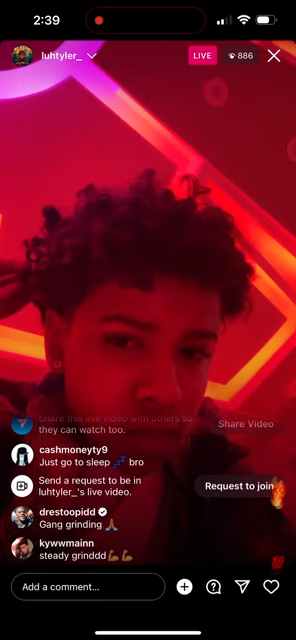 2:39
luhtyler_
LIVE
886
Share this live video with others so
they can watch too.
Share Video
cashmoneyty9
Just go to sleep 💤 bro
Send a request to be in
luhtyler_'s live video.
Request to join
drestoopidd
Gang grinding 🙏🏽
kywwmainn
steady grinddd💪🏽💪🏽
Add a comment...